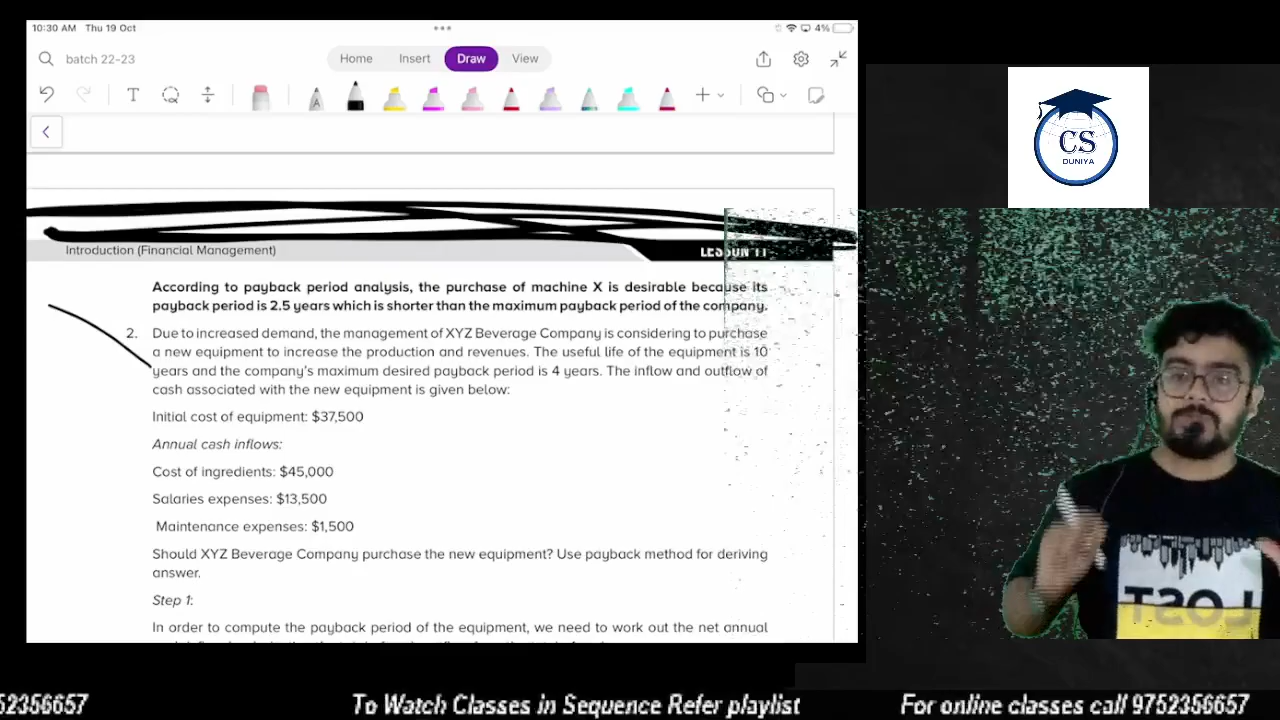 10:30 AM Thu 19 Oct
4%
batch 22-23
Home Insert Draw View
T
A
CS
DUNIYA
Introduction (Financial Management)
LESSON 11
According to payback period analysis, the purchase of machine X is desirable because its
payback period is 2.5 years which is shorter than the maximum payback period of the company.
2. Due to increased demand, the management of XYZ Beverage Company is considering to purchase
a new equipment to increase the production and revenues. The useful life of the equipment is 10
years and the company's maximum desired payback period is 4 years. The inflow and outflow of
cash associated with the new equipment is given below:
Initial cost of equipment: $37,500
Annual cash inflows:
Cost of ingredients: $45,000
Salaries expenses: $13,500
Maintenance expenses: $1,500
Should XYZ Beverage Company purchase the new equipment? Use payback method for deriving
answer.
Step 1:
In order to compute the payback period of the equipment, we need to work out the net annual
LOST
52356657 To Watch Classes in Sequence Refer playlist For online classes call 9752356657